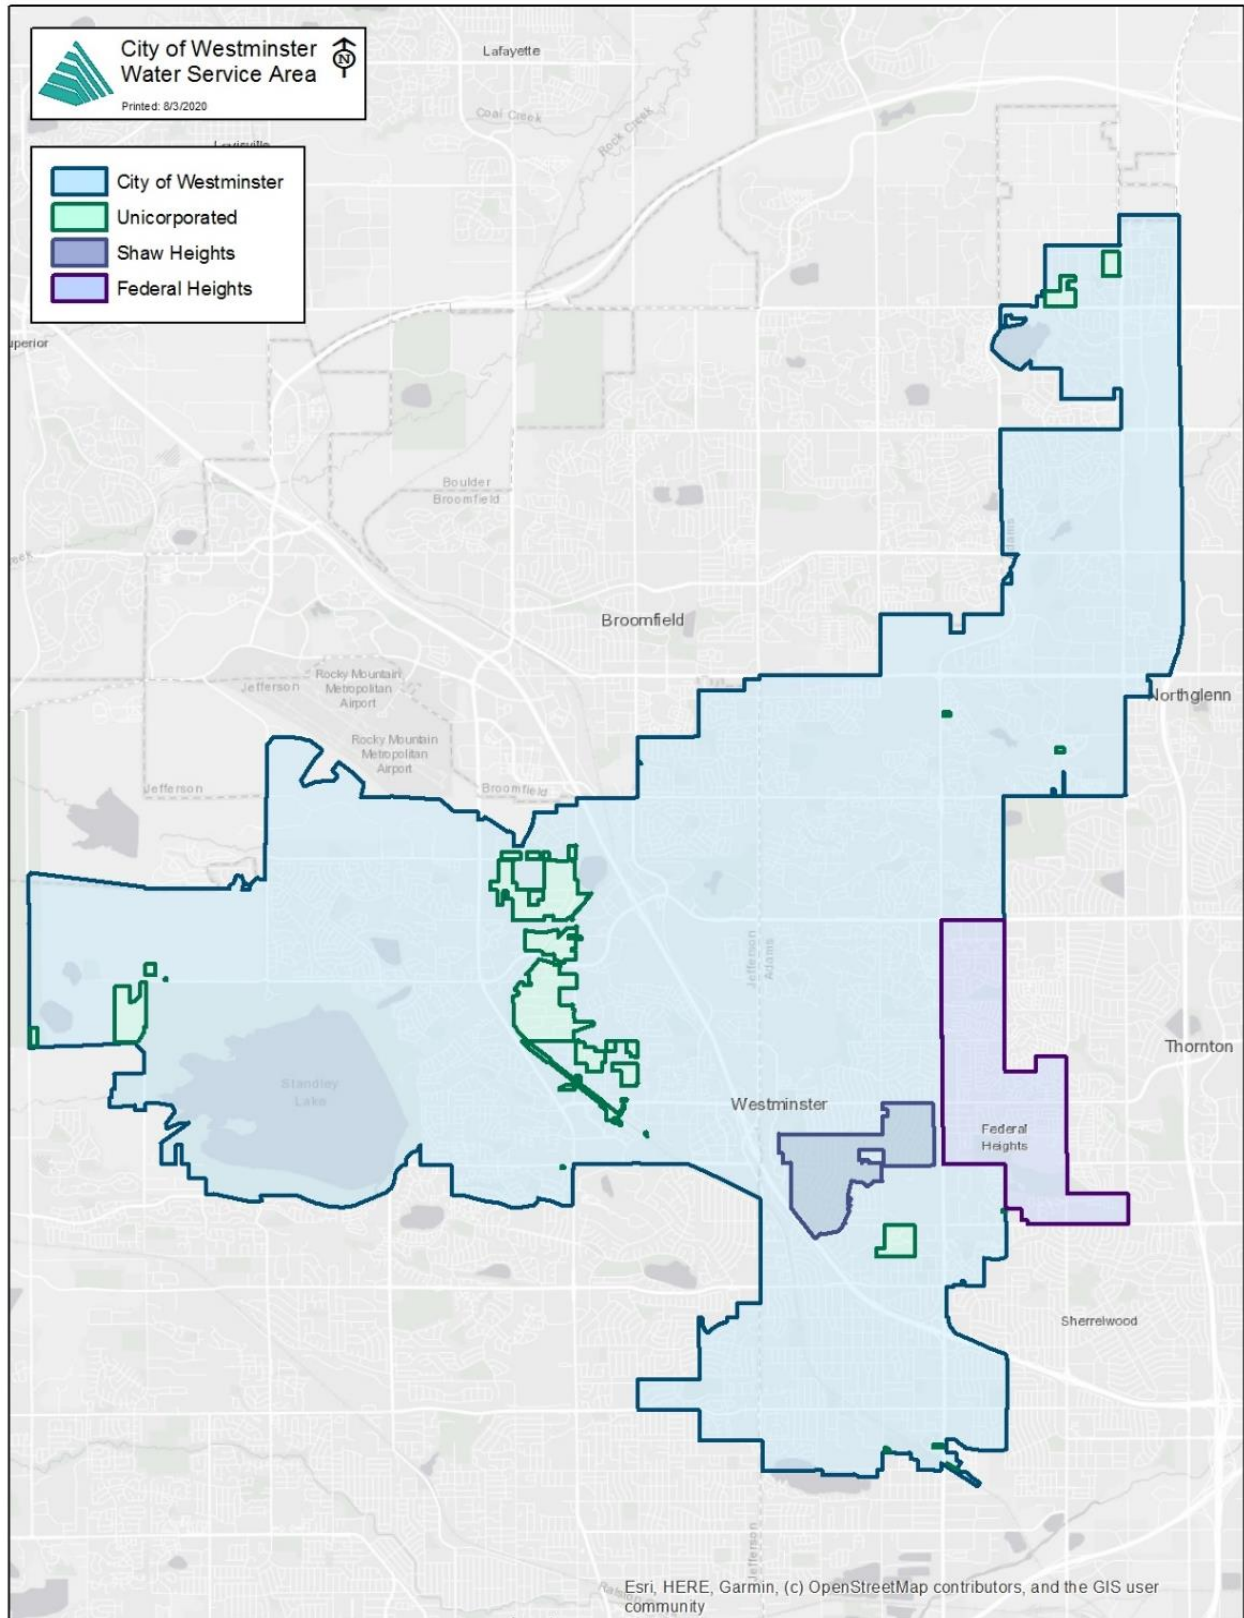 City of Westminster
Water Service Area
N
Printed: 8/3/2020
City of Westminster
Unicorporated
Shaw Heights
Federal Heights
Lafayette
Coal Creek
Rock Creek
Boulder
Broomfield
Broomfield
Rocky Mountain
Metropolitan
Airport
Jefferson
Rocky Mountain
Metropolitan
Airport
Jefferson
Broomfield
Northglenn
Jefferson
Adams
Thornton
Standley
Lake
Westminster
Federal
Heights
Sherrelwood
Jefferson
Esri, HERE, Garmin, (c) OpenStreetMap contributors, and the GIS user
community